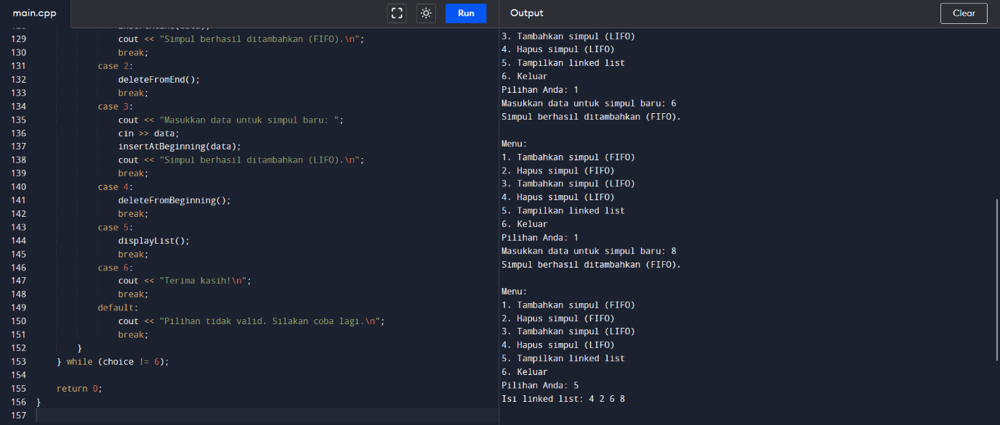 main.cpp
Run
129 cout << "Simpul berhasil ditambahkan (FIFO).\n";
130 break;
131 case 2:
132 deleteFromEnd();
133 break;
134 case 3:
135 cout << "Masukkan data untuk simpul baru: ";
136 cin >> data;
137 insertAtBeginning(data);
138 cout << "Simpul berhasil ditambahkan (LIFO).\n";
139 break;
140 case 4:
141 deleteFromBeginning();
142 break;
143 case 5:
144 displayList();
145 break;
146 case 6:
147 cout << "Terima kasih!\n";
148 break;
149 default:
150 cout << "Pilihan tidak valid. Silakan coba lagi.\n";
151 break;
152 }
153 } while (choice != 6);
154
155 return 0;
156 }
157
Output
Clear
3. Tambahkan simpul (LIFO)
4. Hapus simpul (LIFO)
5. Tampilkan linked list
6. Keluar
Pilihan Anda: 1
Masukkan data untuk simpul baru: 6
Simpul berhasil ditambahkan (FIFO).
Menu:
1. Tambahkan simpul (FIFO)
2. Hapus simpul (FIFO)
3. Tambahkan simpul (LIFO)
4. Hapus simpul (LIFO)
5. Tampilkan linked list
6. Keluar
Pilihan Anda: 1
Masukkan data untuk simpul baru: 8
Simpul berhasil ditambahkan (FIFO).
Menu:
1. Tambahkan simpul (FIFO)
2. Hapus simpul (FIFO)
3. Tambahkan simpul (LIFO)
4. Hapus simpul (LIFO)
5. Tampilkan linked list
6. Keluar
Pilihan Anda: 5
Isi linked list: 4 2 6 8